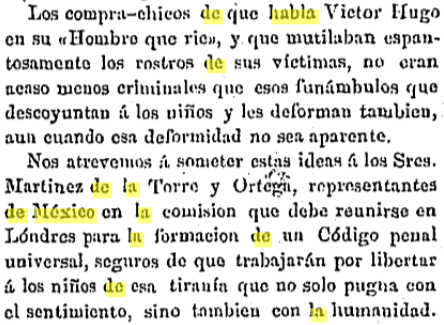 Los compra-chicos de que habla Victor Hugo
en su «Hombre que rie», y que mutilaban espan-
tosamente los rostros de sus víctimas, no eran
acaso menos criminales que esos funámbulos que
descoyuntan á los niños y les deforman tambien,
aun cuando esa deformidad no sea aparente.
Nos atrevemos á someter estas ideas á los Sres.
Martinez de la Torre y Ortega, representantes
de México en la comision que debe reunirse en
Lóndres para la formacion de un Código penal
universal, seguros de que trabajarán por libertar
á los niños de esa tiranía que no solo pugna con
el sentimiento, sino tambien con la humanidad.